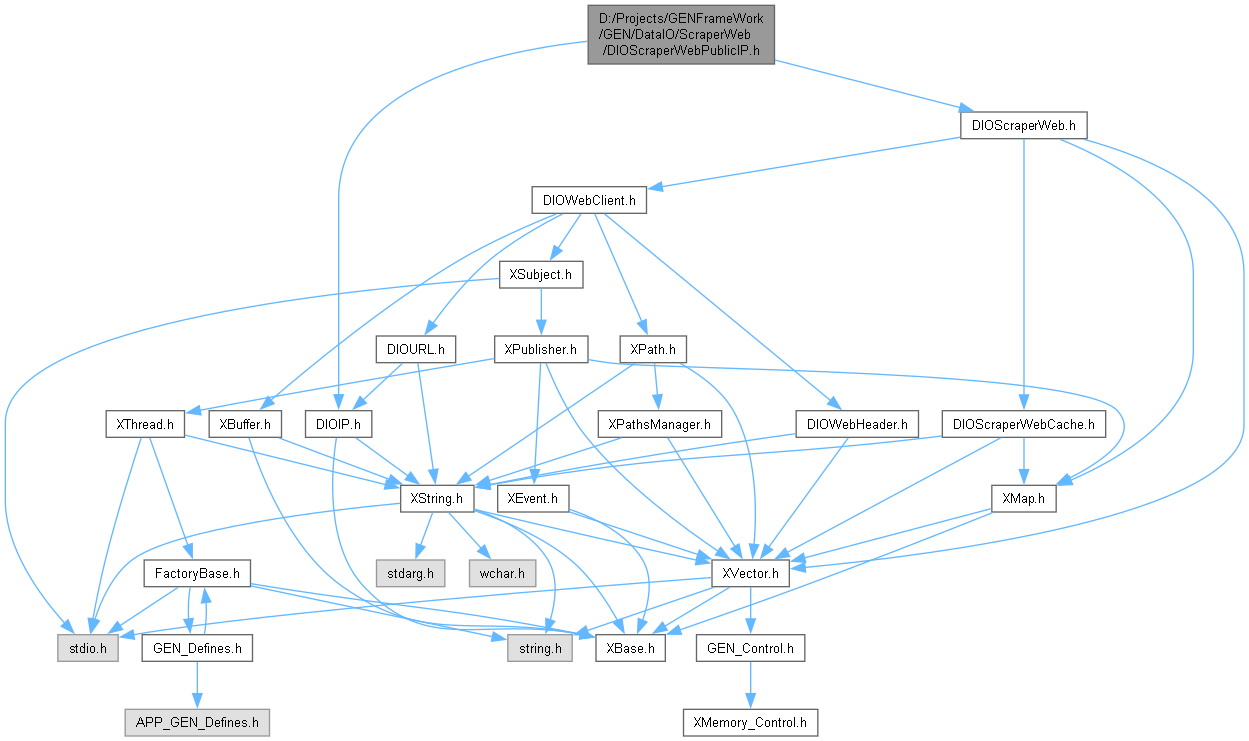 D:/Projects/GENFrameWork
/GEN/DataIO/ScraperWeb
/DIOScraperWebPublicIP.h
DIOScraperWeb.h
DIOWebClient.h
XSubject.h
DIOURL.h
XPublisher.h
XPath.h
XThread.h
XBuffer.h
DIOIP.h
XPathsManager.h
DIOWebHeader.h
DIOScraperWebCache.h
XString.h
XEvent.h
XMap.h
FactoryBase.h
stdarg.h
wchar.h
XVector.h
stdio.h
GEN_Defines.h
string.h
XBase.h
GEN_Control.h
APP_GEN_Defines.h
XMemory_Control.h